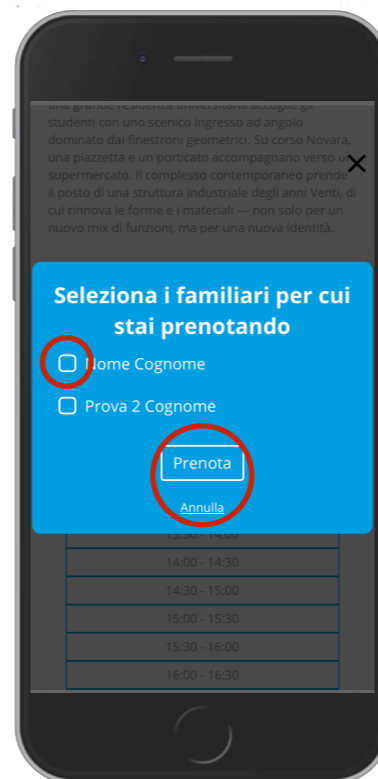 una grande residenza universitaria accoglie gli
studenti con uno scenico ingresso ad angolo
dominato dai finestroni geometrici. Su corso Novara,
una piazzetta e un porticato accompagnano verso un
supermercato. Il complesso contemporaneo prende
il posto di una struttura industriale degli anni Venti, di
cui rinnova le forme e i materiali — non solo per un
nuovo mix di funzioni, ma per una nuova identità.
Seleziona i familiari per cui
stai prenotando
Nome Cognome
Prova 2 Cognome
Prenota
Annulla
13:30 - 14:00
14:00 - 14:30
14:30 - 15:00
15:00 - 15:30
15:30 - 16:00
16:00 - 16:30